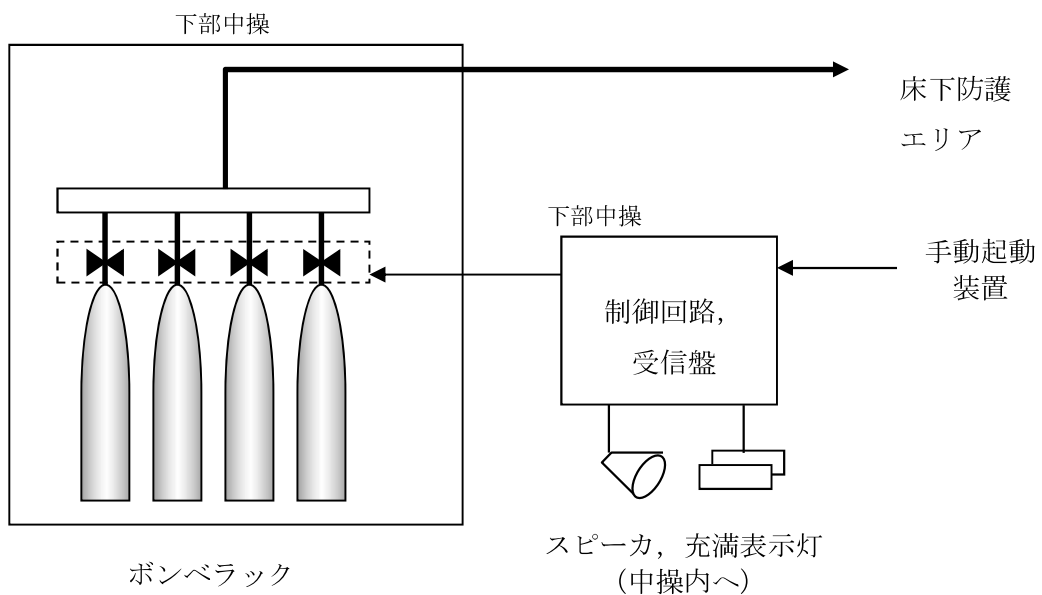 下部中操
床下防護
エリア
下部中操
手動起動
装置
制御回路,
受信盤
スピーカ，充満表示灯
（中操内へ）
ボンベラック